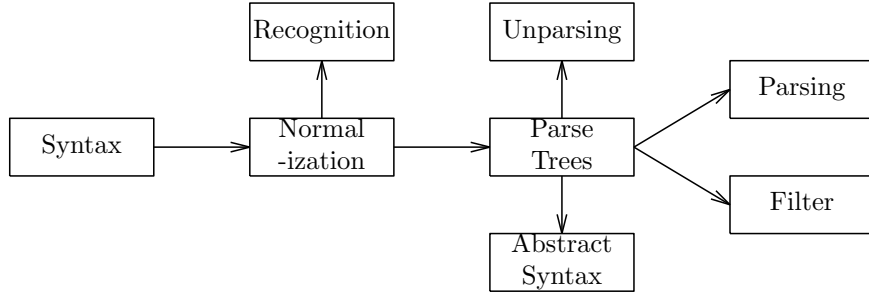 Recognition
Unparsing
Parsing
Syntax
Normal
-ization
Parse
Trees
Filter
Abstract
Syntax